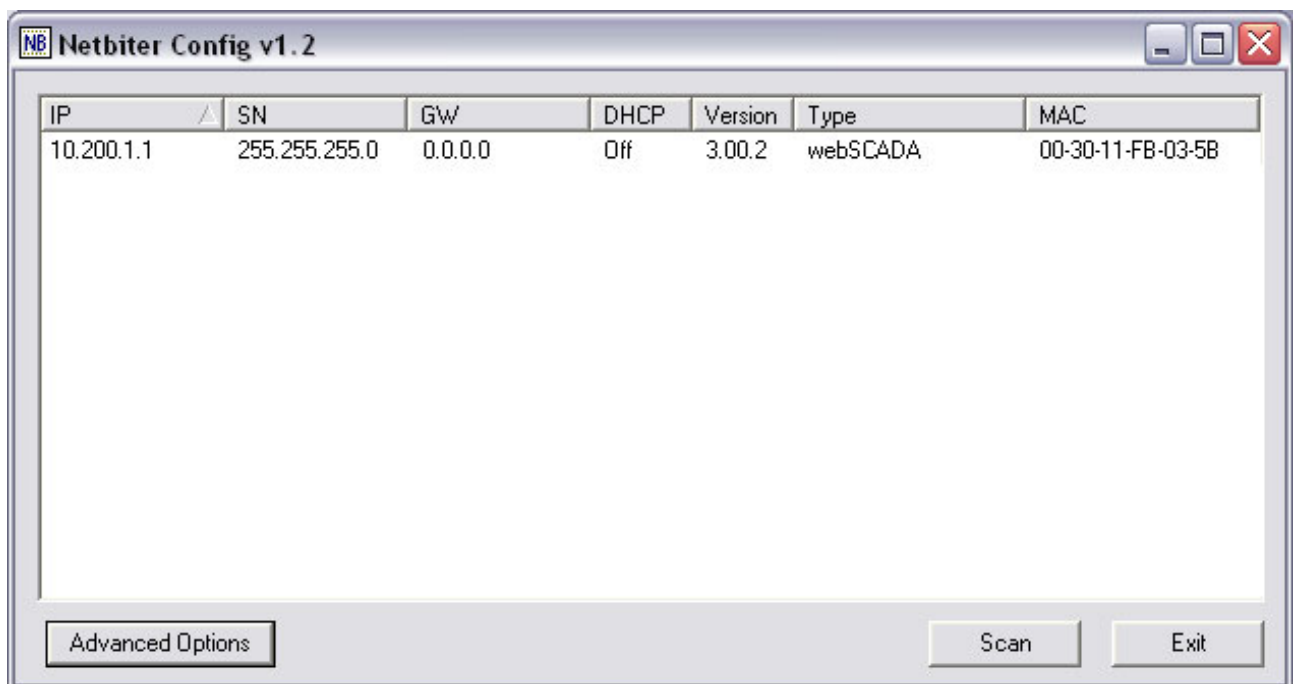 NB Netbiter Config v1.2
IP SN GW DHCP Version Type MAC
10.200.1.1 255.255.255.0 0.0.0.0 Off 3.00.2 webSCADA 00-30-11-FB-03-5B
Advanced Options Scan Exit